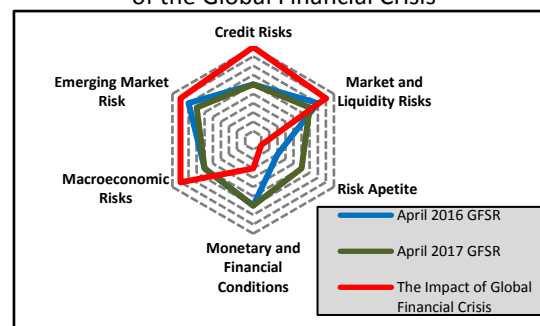 of the Global Financial Crisis
Credit Risks
Emerging Market
Risk
Market and
Liquidity Risks
Macroeconomic
Risks
Risk Apetite
Monetary and
Financial
Conditions
April 2016 GFSR
April 2017 GFSR
The Impact of Global
Financial Crisis